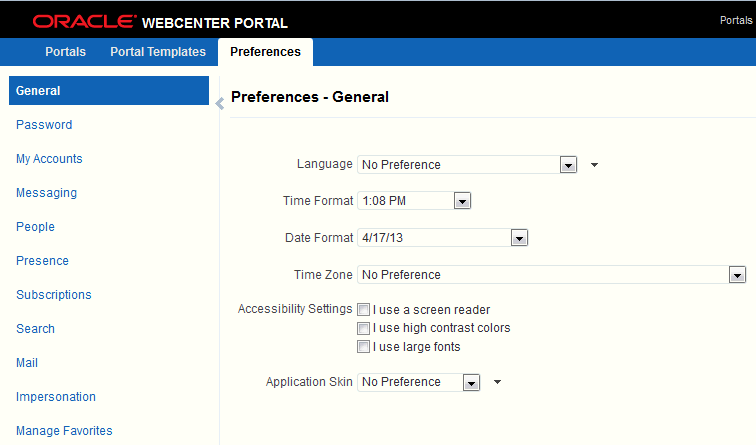 ORACLE WEBCENTER PORTAL
Portals
Portals Portal Templates Preferences
General
Password
My Accounts
Messaging
People
Presence
Subscriptions
Search
Mail
Impersonation
Manage Favorites
Preferences - General
Language No Preference
Time Format 1:08 PM
Date Format 4/17/13
Time Zone No Preference
Accessibility Settings I use a screen reader
I use high contrast colors
I use large fonts
Application Skin No Preference